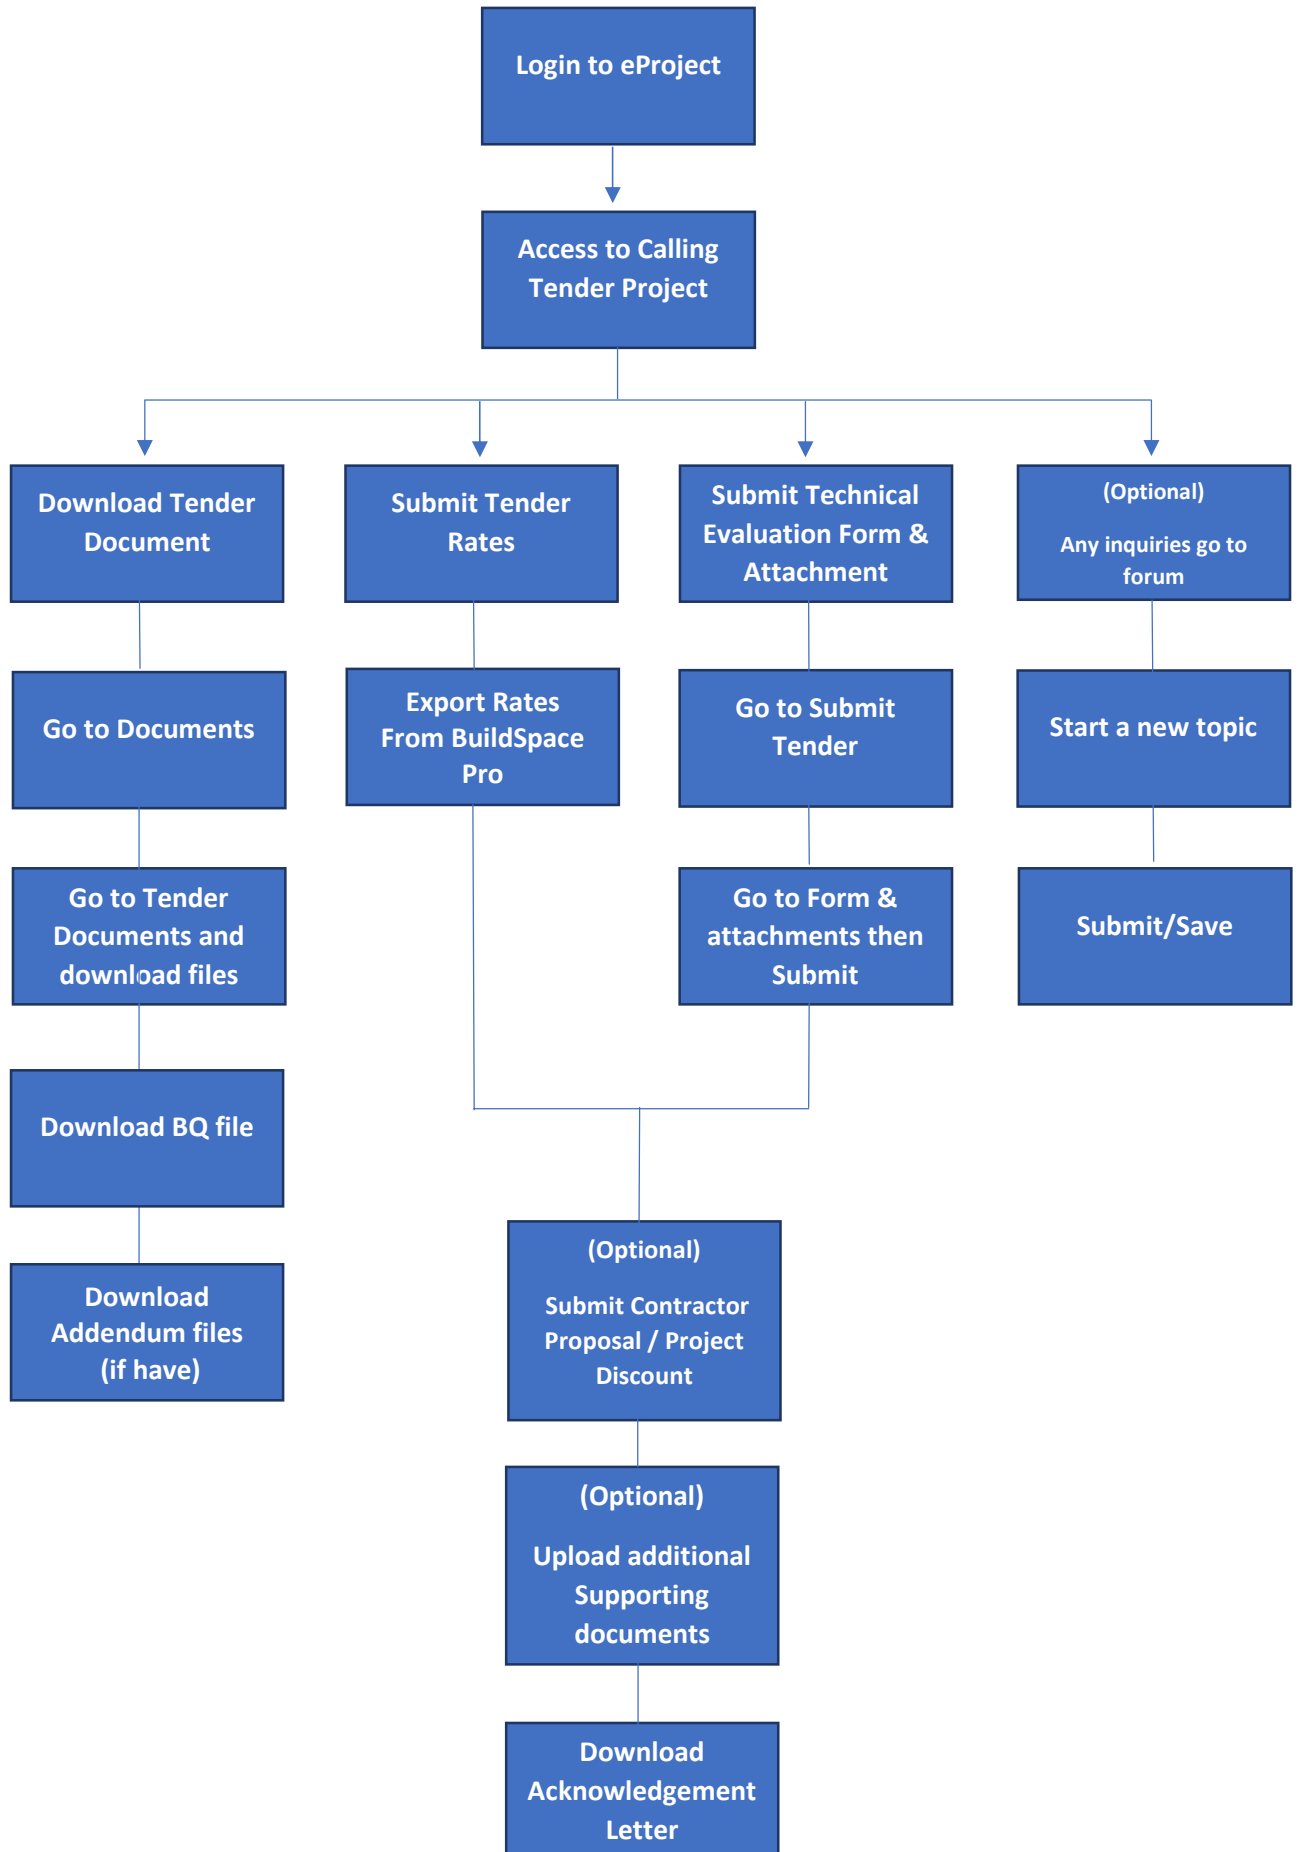 Login to eProject
Access to Calling
Tender Project
Download Tender
Document
Submit Tender
Rates
Submit Technical
Evaluation Form &
Attachment
(Optional)
Any inquiries go to
forum
Go to Documents
Export Rates
From BuildSpace
Pro
Go to Submit
Tender
Start a new topic
Go to Tender
Documents and
download files
Go to Form &
attachments then
Submit
Submit/Save
Download BQ file
Download
Addendum files
(if have)
(Optional)
Submit Contractor
Proposal / Project
Discount
(Optional)
Upload additional
Supporting
documents
Download
Acknowledgement
Letter